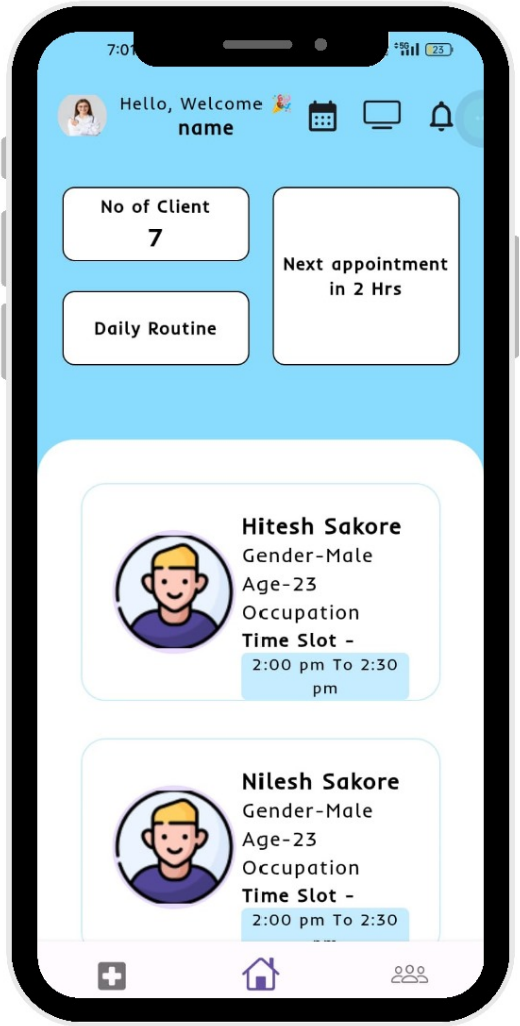 7:01
5G
23
Hello, Welcome 🎉
name
No of Client
7
Next appointment
in 2 Hrs
Daily Routine
Hitesh Sakore
Gender-Male
Age-23
Occupation
Time Slot -
2:00 pm To 2:30
pm
Nilesh Sakore
Gender-Male
Age-23
Occupation
Time Slot -
2:00 pm To 2:30